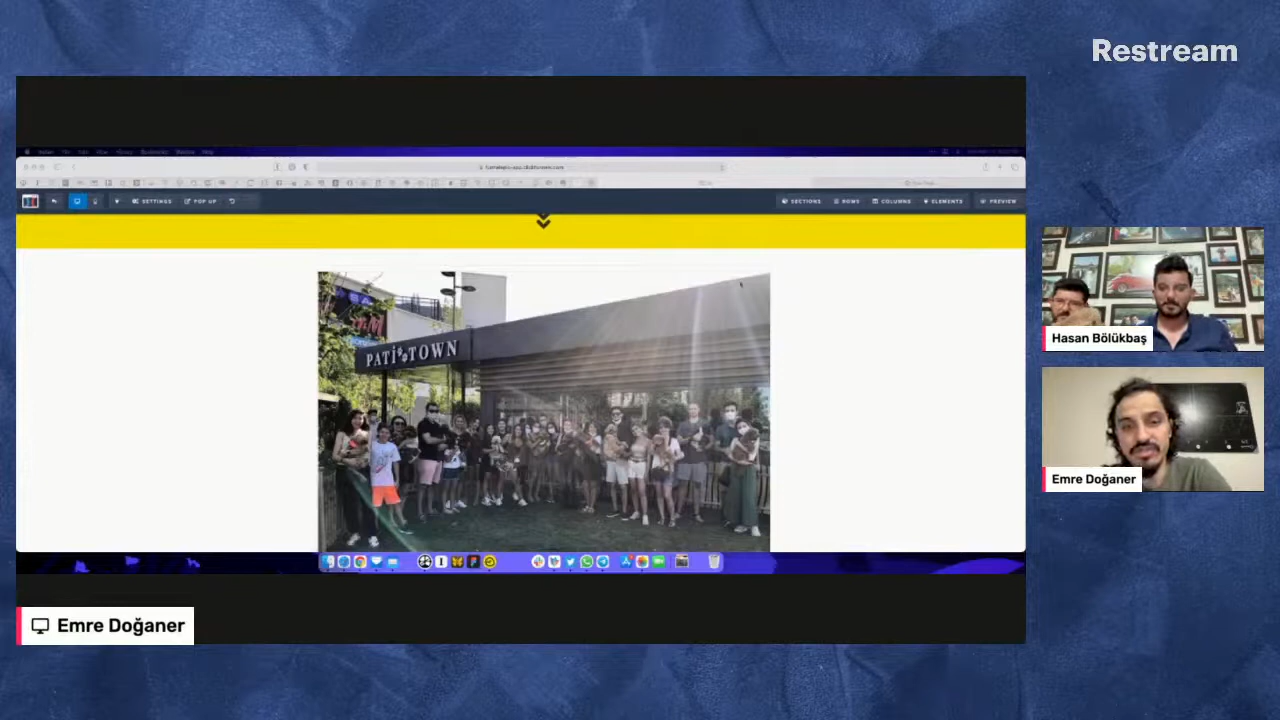 Restream
SETTINGS
POP UP
SECTIONS
ROWS
COLUMNS
ELEMENTS
PREVIEW
H&M
PATİ TOWN
Hasan Bölükbaş
Emre Doğaner
Emre Doğaner